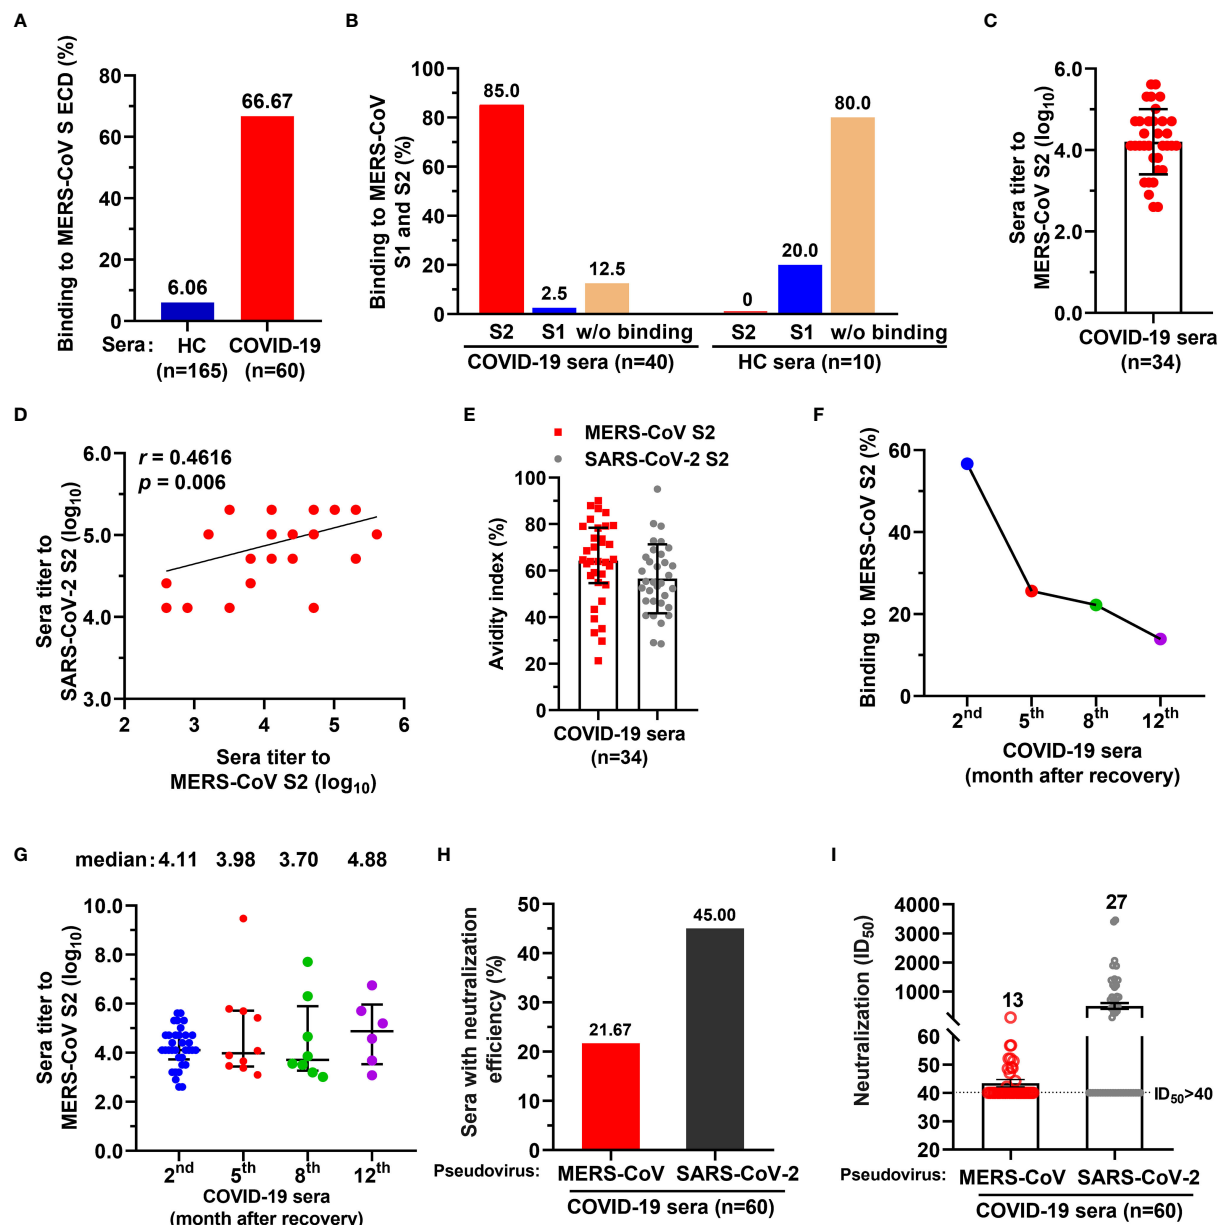 A
Binding to MERS-CoV S ECD (%)
80
60
40
20
0
6.06
66.67
Sera:
HC
COVID-19
(n=165)
(n=60)
B
Binding to MERS-CoV
S1 and S2 (%)
100
80
60
40
20
0
85.0
2.5
12.5
0
20.0
80.0
S2
S1
w/o binding
S2
S1
w/o binding
COVID-19 sera (n=40)
HC sera (n=10)
C
Sera titer to
MERS-CoV S2 (log10)
6.0
4.0
2.0
0.0
COVID-19 sera
(n=34)
D
r = 0.4616
p = 0.006
Sera titer to
SARS-CoV-2 S2 (log10)
6.0
5.0
4.0
3.0
2
3
4
5
6
Sera titer to
MERS-CoV S2 (log10)
E
MERS-CoV S2
SARS-CoV-2 S2
Avidity index (%)
100
80
60
40
20
0
COVID-19 sera
(n=34)
F
Binding to MERS-CoV S2 (%)
60
40
20
0
2nd
5th
8th
12th
COVID-19 sera
(month after recovery)
G
median: 4.11 3.98 3.70 4.88
Sera titer to
MERS-CoV S2 (log10)
10.0
8.0
6.0
4.0
2.0
0.0
2nd
5th
8th
12th
COVID-19 sera
(month after recovery)
H
Sera with neutralization
efficiency (%)
50
40
30
20
10
0
21.67
45.00
Pseudovirus:
MERS-CoV
SARS-CoV-2
COVID-19 sera (n=60)
I
Neutralization (ID50)
4000
3000
2000
1000
60
50
40
30
20
13
27
ID50>40
Pseudovirus:
MERS-CoV
SARS-CoV-2
COVID-19 sera (n=60)